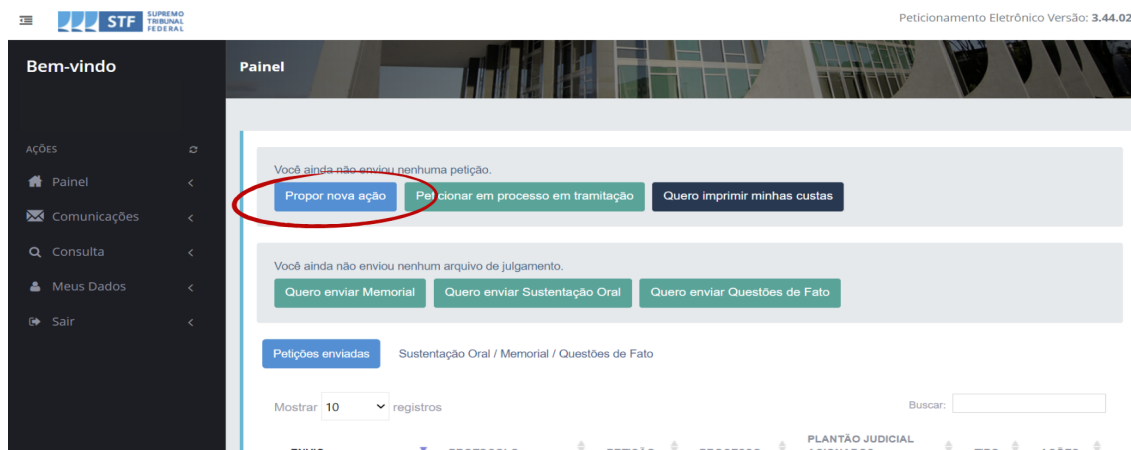 STF SUPREMO
TRIBUNAL
FEDERAL
Peticionamento Eletrônico Versão: 3.44.02
Bem-vindo
Painel
AÇÕES
Painel
Comunicações
Consulta
Meus Dados
Sair
Você ainda não enviou nenhuma petição.
Propor nova ação
Peticionar em processo em tramitação
Quero imprimir minhas custas
Você ainda não enviou nenhum arquivo de julgamento.
Quero enviar Memorial
Quero enviar Sustentação Oral
Quero enviar Questões de Fato
Petições enviadas
Sustentação Oral / Memorial / Questões de Fato
Mostrar 10 registros
Buscar:
PLANTÃO JUDICIAL